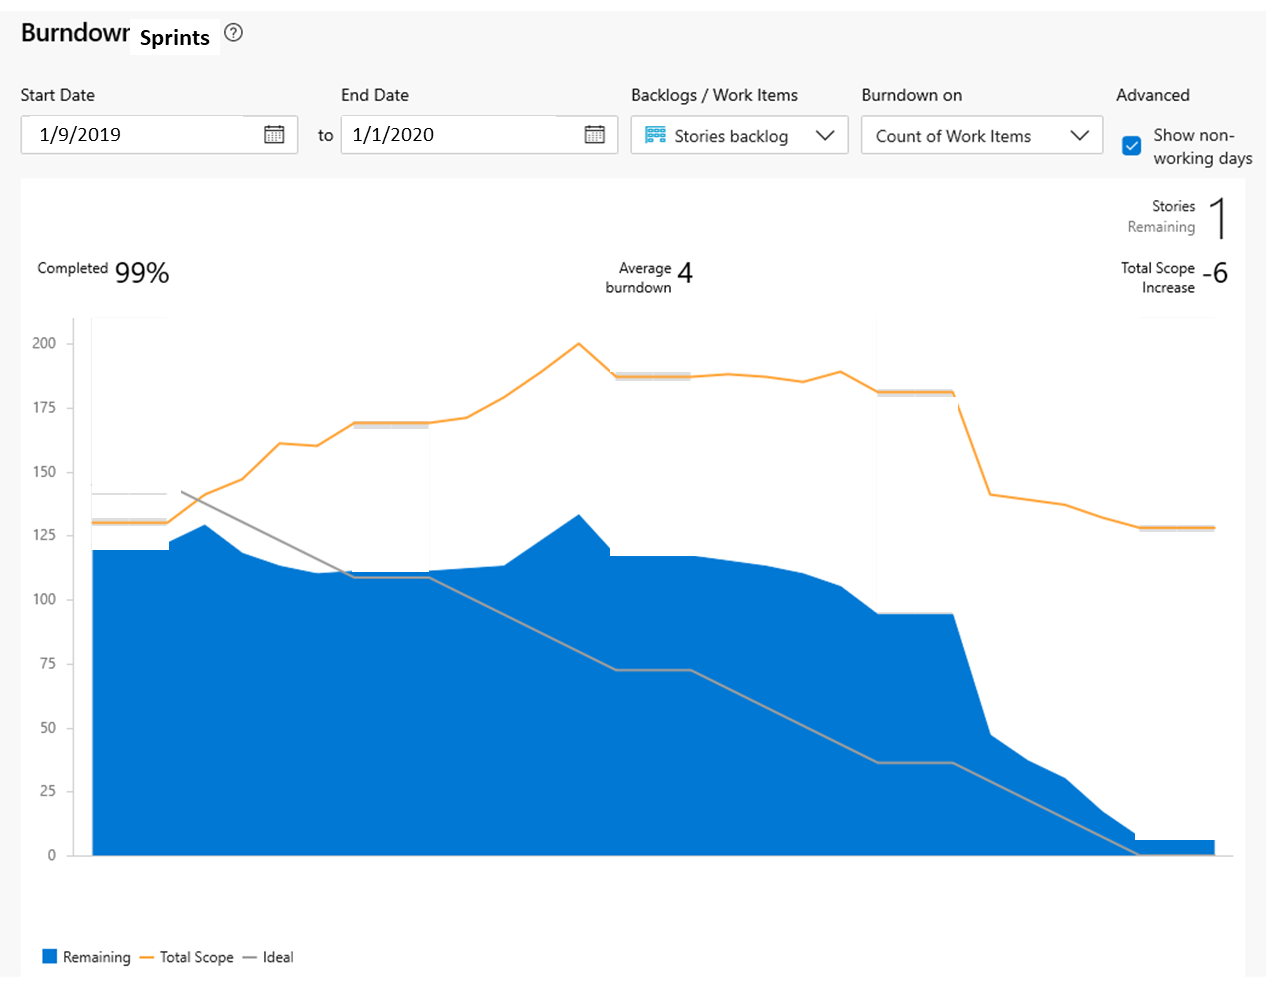 Burndown Sprints
Start Date
End Date
Backlogs / Work Items
Burndown on
Advanced
1/9/2019
to
1/1/2020
Stories backlog
Count of Work Items
Show non-
working days
Stories
Remaining
1
Completed 99%
Average
burndown
4
Total Scope
Increase
-6
200
175
150
125
100
75
50
25
0
Remaining
Total Scope
Ideal